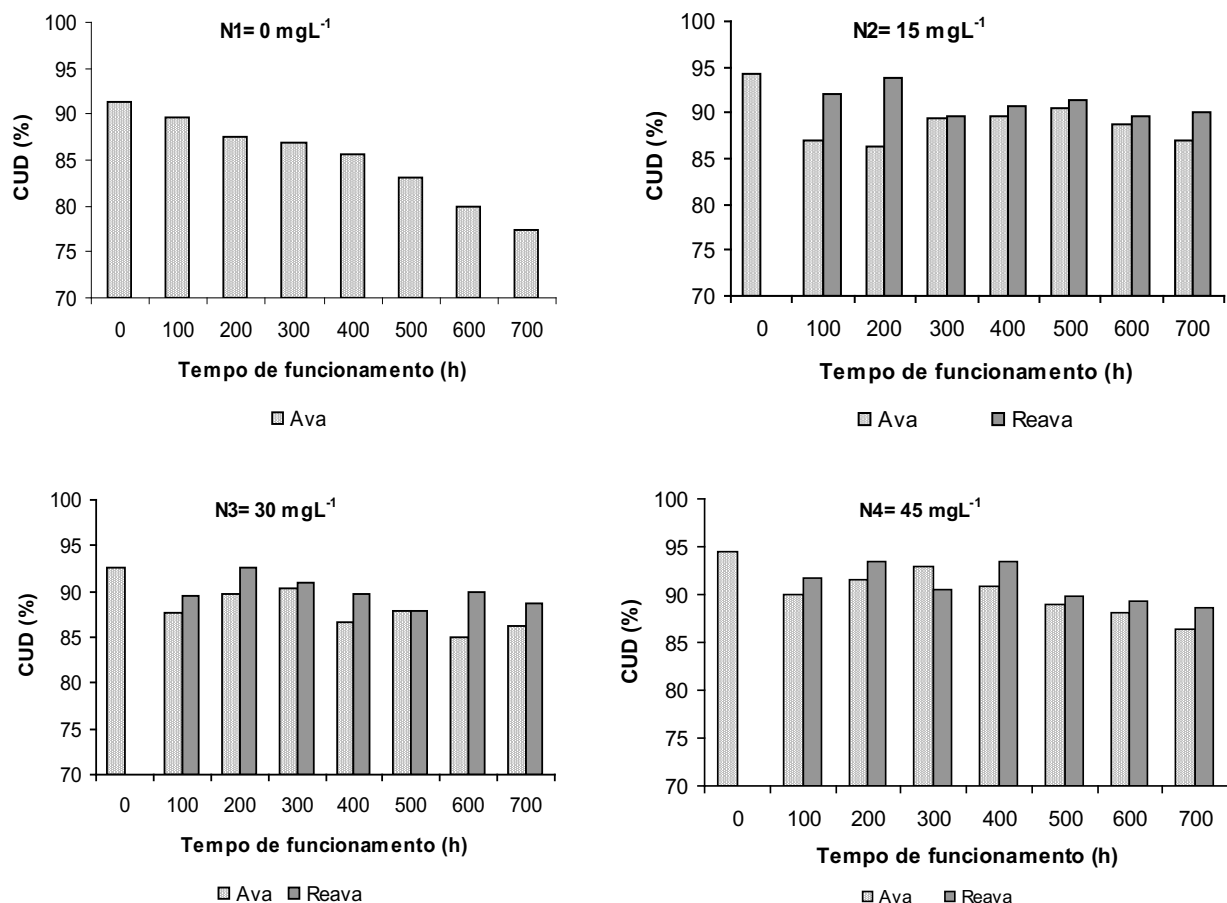 N1= 0 mgL-1
100
95
90
85
80
75
70
CUD (%)
0 100 200 300 400 500 600 700
Tempo de funcionamento (h)
Ava
N2= 15 mgL-1
100
95
90
85
80
75
70
CUD (%)
0 100 200 300 400 500 600 700
Tempo de funcionamento (h)
Ava Reava
N3= 30 mgL-1
100
95
90
85
80
75
70
CUD (%)
0 100 200 300 400 500 600 700
Tempo de funcionamento (h)
Ava Reava
N4= 45 mgL-1
100
95
90
85
80
75
70
CUD (%)
0 100 200 300 400 500 600 700
Tempo de funcionamento (h)
Ava Reava